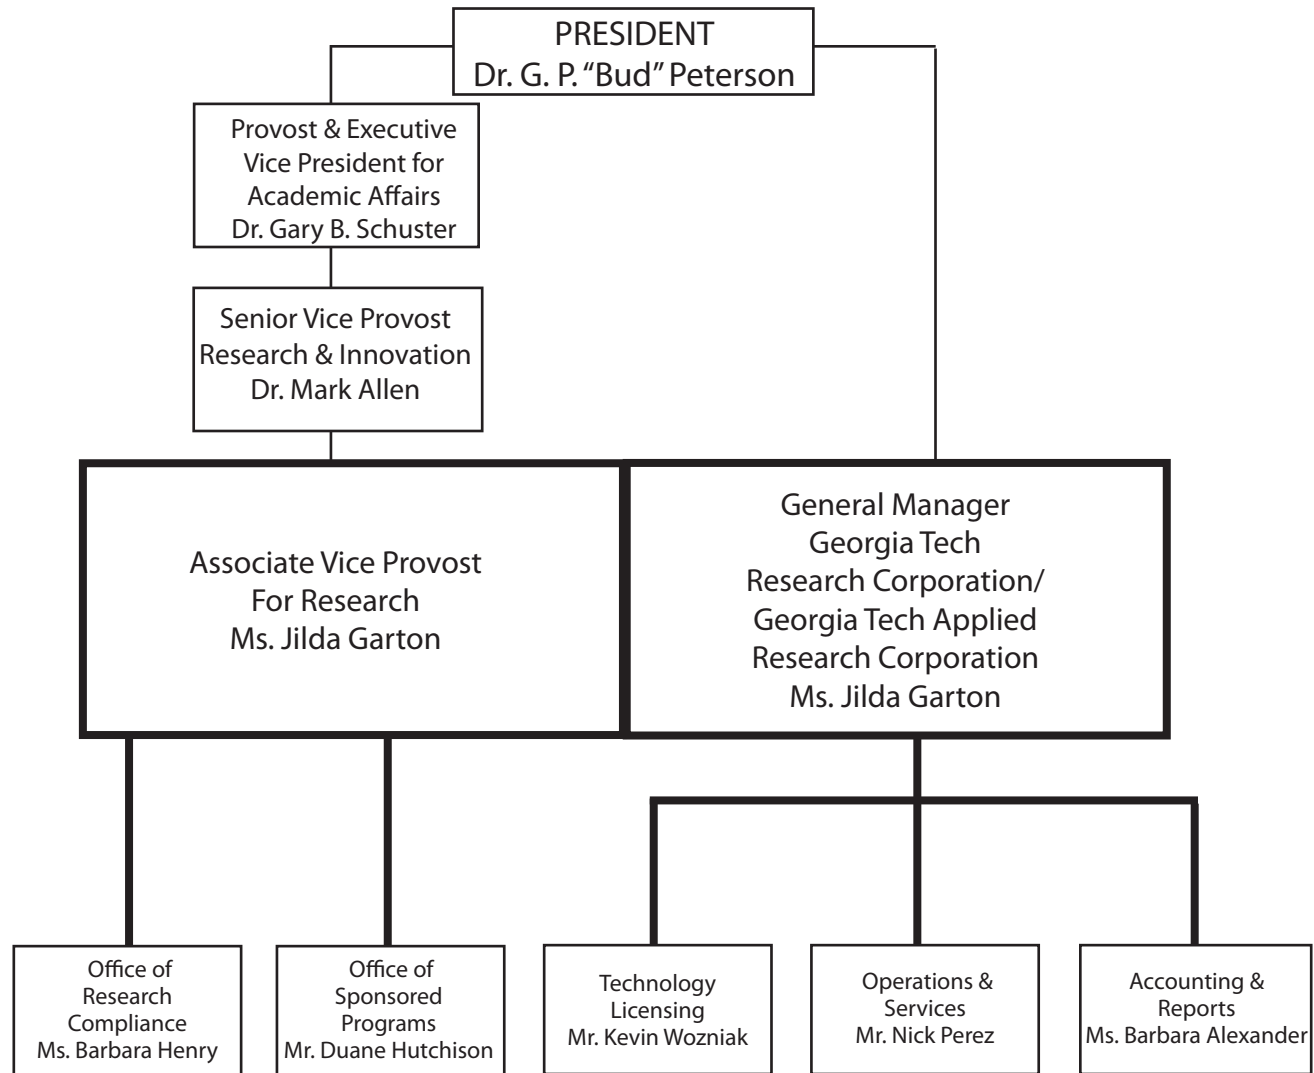 PRESIDENT
Dr. G. P. “Bud” Peterson
Provost & Executive
Vice President for
Academic Affairs
Dr. Gary B. Schuster
Senior Vice Provost
Research & Innovation
Dr. Mark Allen
Associate Vice Provost
For Research
Ms. Jilda Garton
General Manager
Georgia Tech
Research Corporation/
Georgia Tech Applied
Research Corporation
Ms. Jilda Garton
Office of
Research
Compliance
Ms. Barbara Henry
Office of
Sponsored
Programs
Mr. Duane Hutchison
Technology
Licensing
Mr. Kevin Wozniak
Operations &
Services
Mr. Nick Perez
Accounting &
Reports
Ms. Barbara Alexander